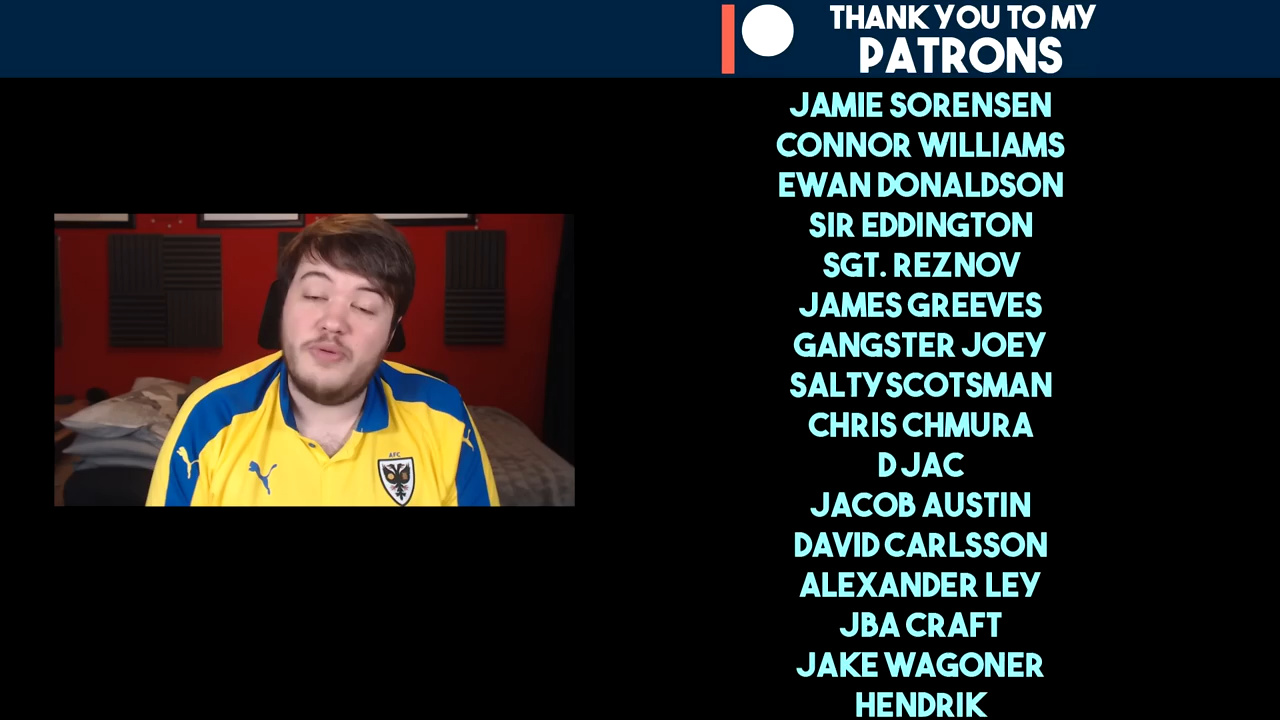 THANK YOU TO MY
PATRONS
JAMIE SORENSEN
CONNOR WILLIAMS
EWAN DONALDSON
SIR EDDINGTON
SGT. REZNOV
JAMES GREEVES
GANGSTER JOEY
SALTYSCOTSMAN
CHRIS CHMURA
D JAC
JACOB AUSTIN
DAVID CARLSSON
ALEXANDER LEY
JBA CRAFT
JAKE WAGONER
HENDRIK
AFC